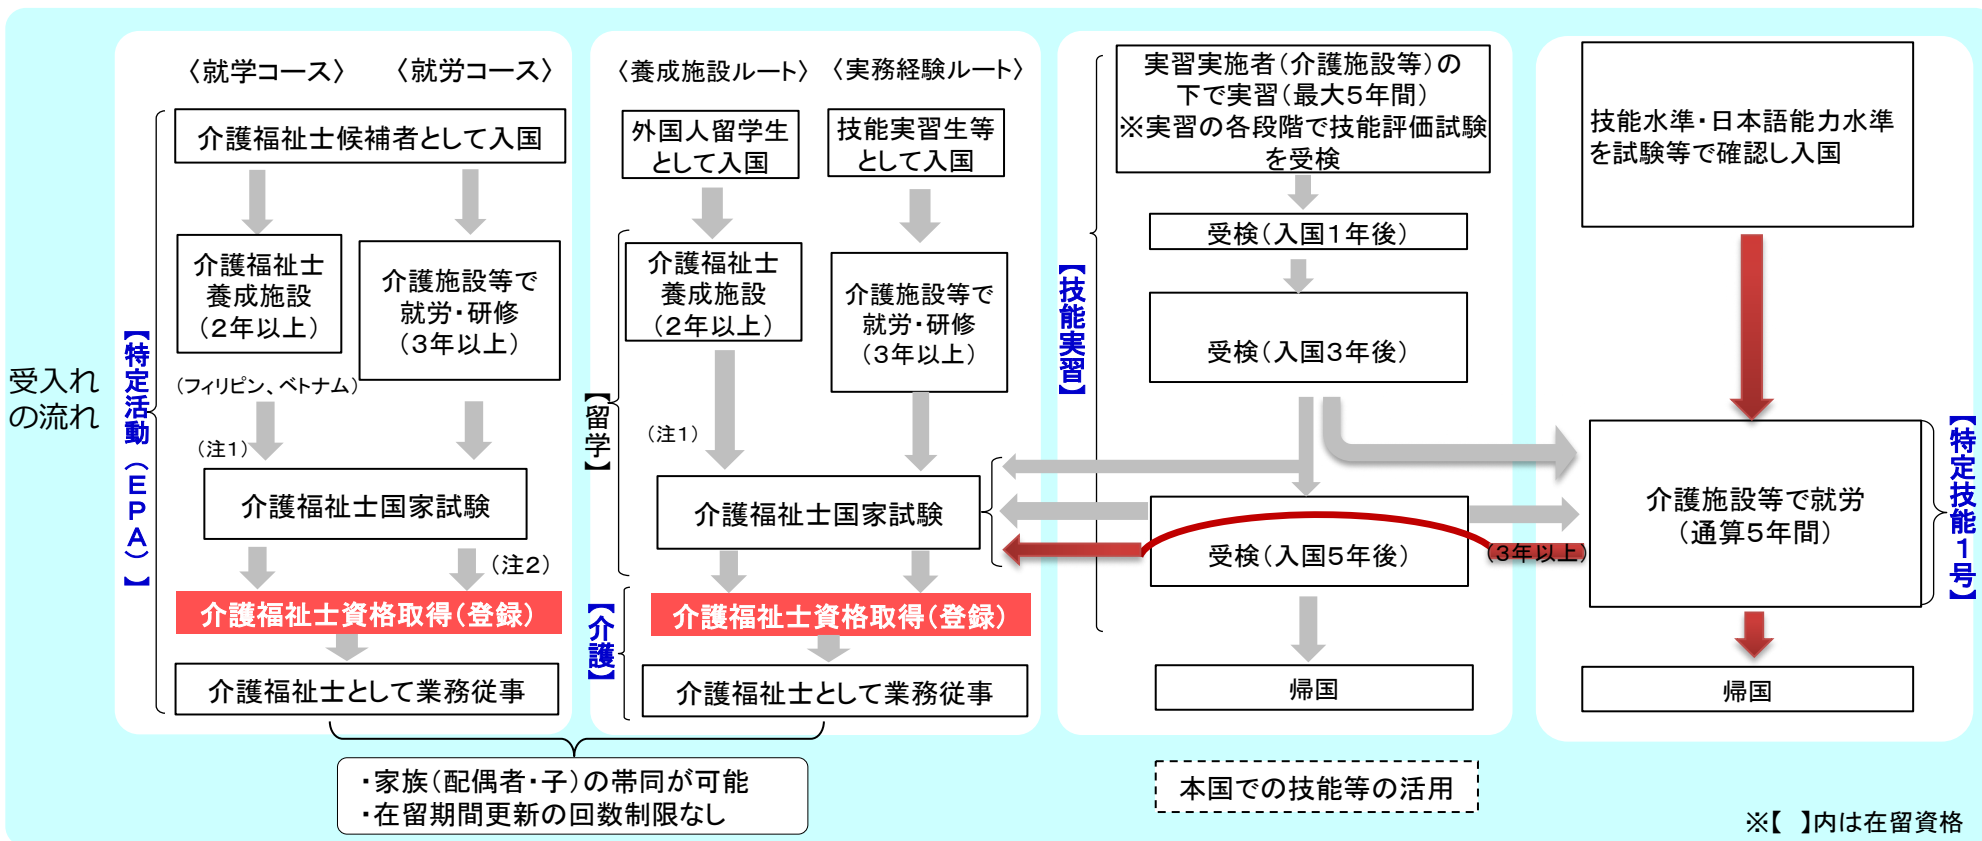 受入れ
の流れ
〈就学コース〉
〈就労コース〉
介護福祉士候補者として入国
介護福祉士
養成施設
（２年以上）
介護施設等で
就労・研修
（３年以上）
（フィリピン、ベトナム）
（注１）
介護福祉士国家試験
（注２）
介護福祉士資格取得（登録）
介護福祉士として業務従事
【特定活動（ＥＰＡ）】
〈養成施設ルート〉
〈実務経験ルート〉
外国人留学生
として入国
技能実習生等
として入国
介護福祉士
養成施設
（２年以上）
介護施設等で
就労・研修
（３年以上）
（注１）
介護福祉士国家試験
介護福祉士資格取得（登録）
介護福祉士として業務従事
【留学】
【介護】
・家族（配偶者・子）の帯同が可能
・在留期間更新の回数制限なし
実習実施者（介護施設等）の
下で実習（最大５年間）
※実習の各段階で技能評価試験
を受検
受検（入国１年後）
受検（入国３年後）
受検（入国５年後）
帰国
【技能実習】
本国での技能等の活用
技能水準・日本語能力水準
を試験等で確認し入国
介護施設等で就労
（通算５年間）
（３年以上）
帰国
【特定技能１号】
※【　】内は在留資格